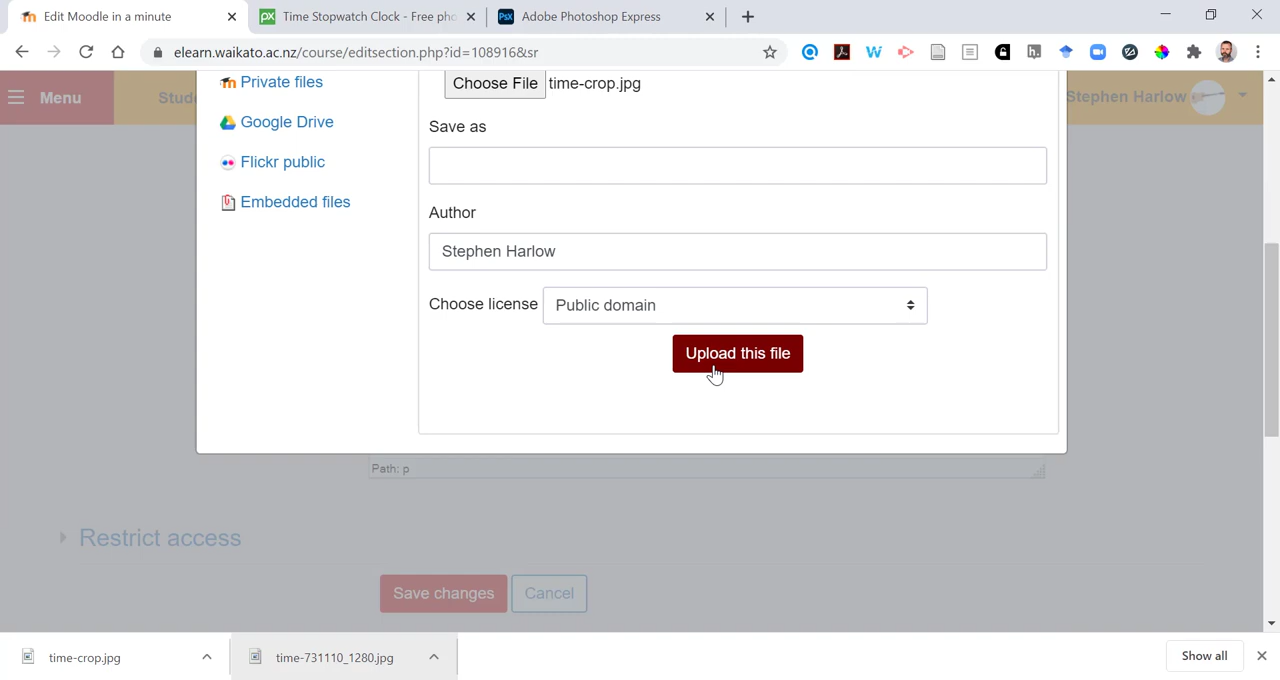 Edit Moodle in a minute
Time Stopwatch Clock - Free pho
Adobe Photoshop Express
elearn.waikato.ac.nz/course/editsection.php?id=108916&sr
Menu
Stude
Stephen Harlow
Private files
Google Drive
Flickr public
Embedded files
Choose File time-crop.jpg
Save as
Author
Stephen Harlow
Choose license Public domain
Upload this file
Path: p
Restrict access
Save changes Cancel
time-crop.jpg
time-731110_1280.jpg
Show all